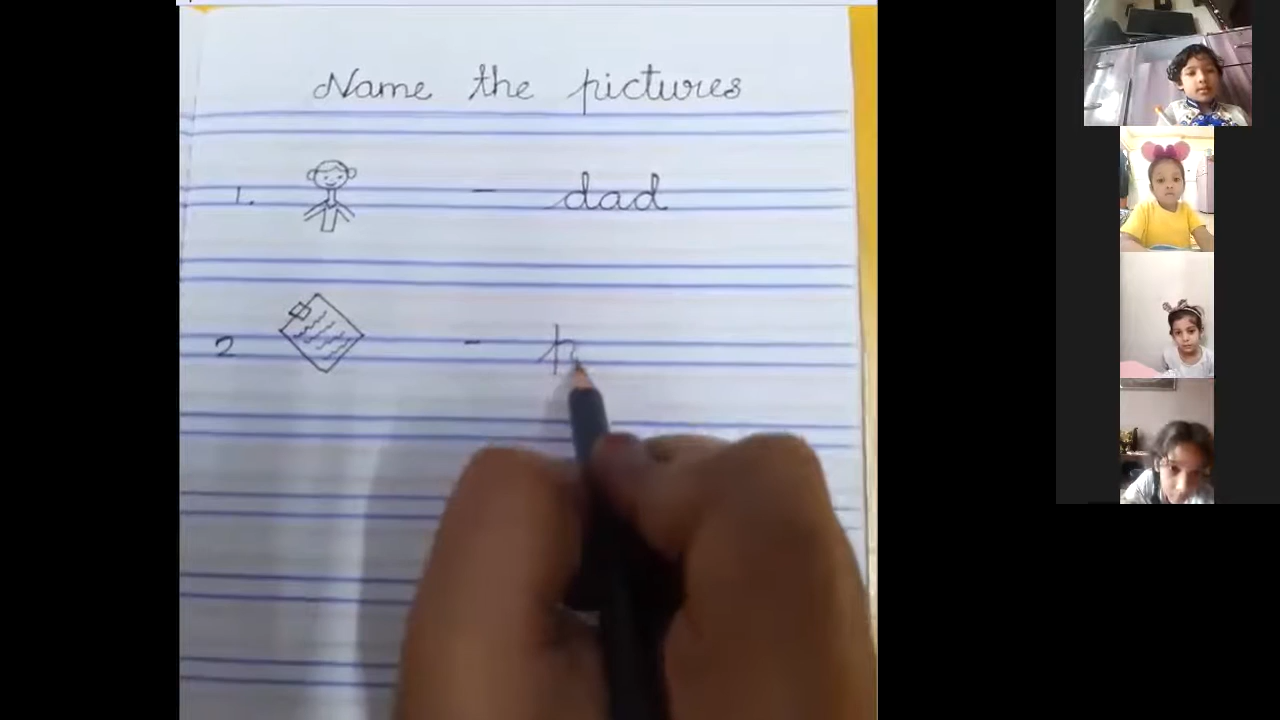 Name the pictures
1. - dad
2 - p